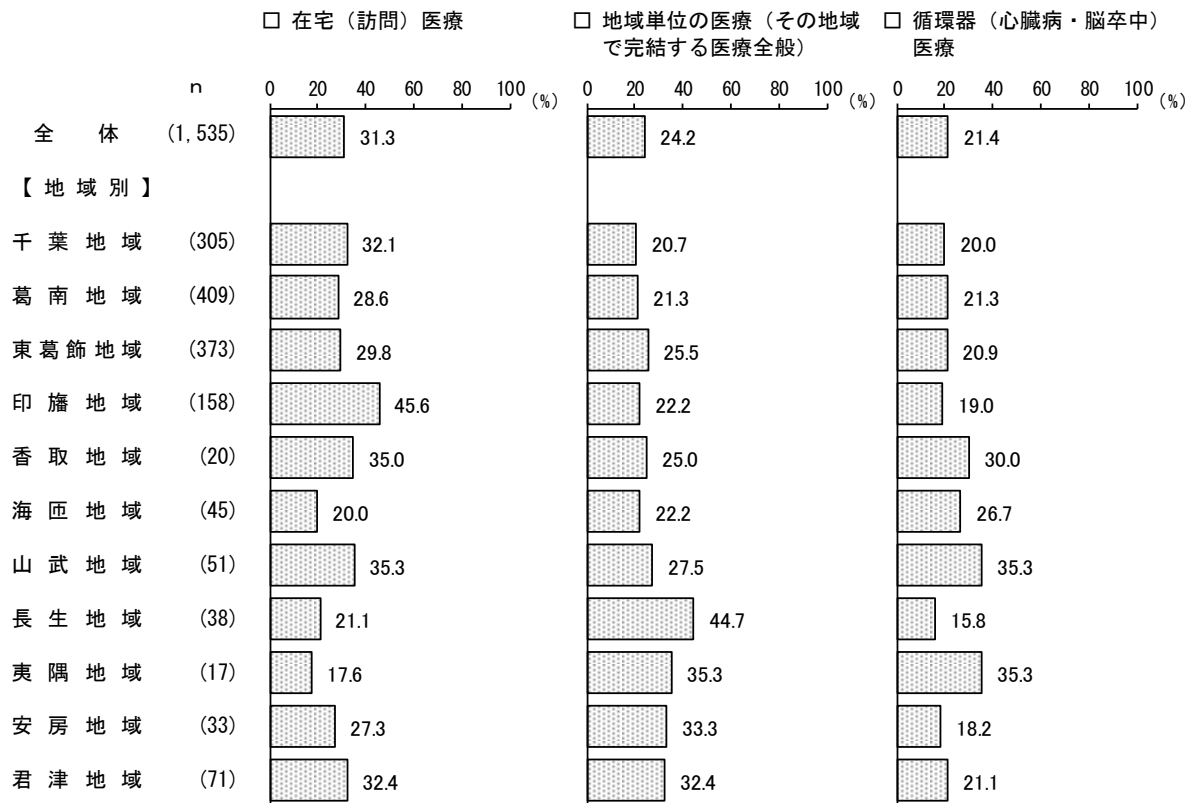 □ 在宅（訪問）医療 □ 地域単位の医療（その地域 □ 循環器（心臓病・脳卒中）
で完結する医療全般） 医療
n 0 20 40 60 80 100 (%) 0 20 40 60 80 100 (%) 0 20 40 60 80 100 (%)
全体 (1,535) 31.3 24.2 21.4
【地域別】
千葉地域 (305) 32.1 20.7 20.0
葛南地域 (409) 28.6 21.3 21.3
東葛飾地域 (373) 29.8 25.5 20.9
印旛地域 (158) 45.6 22.2 19.0
香取地域 (20) 35.0 25.0 30.0
海匝地域 (45) 20.0 22.2 26.7
山武地域 (51) 35.3 27.5 35.3
長生地域 (38) 21.1 44.7 15.8
夷隅地域 (17) 17.6 35.3 35.3
安房地域 (33) 27.3 33.3 18.2
君津地域 (71) 32.4 32.4 21.1